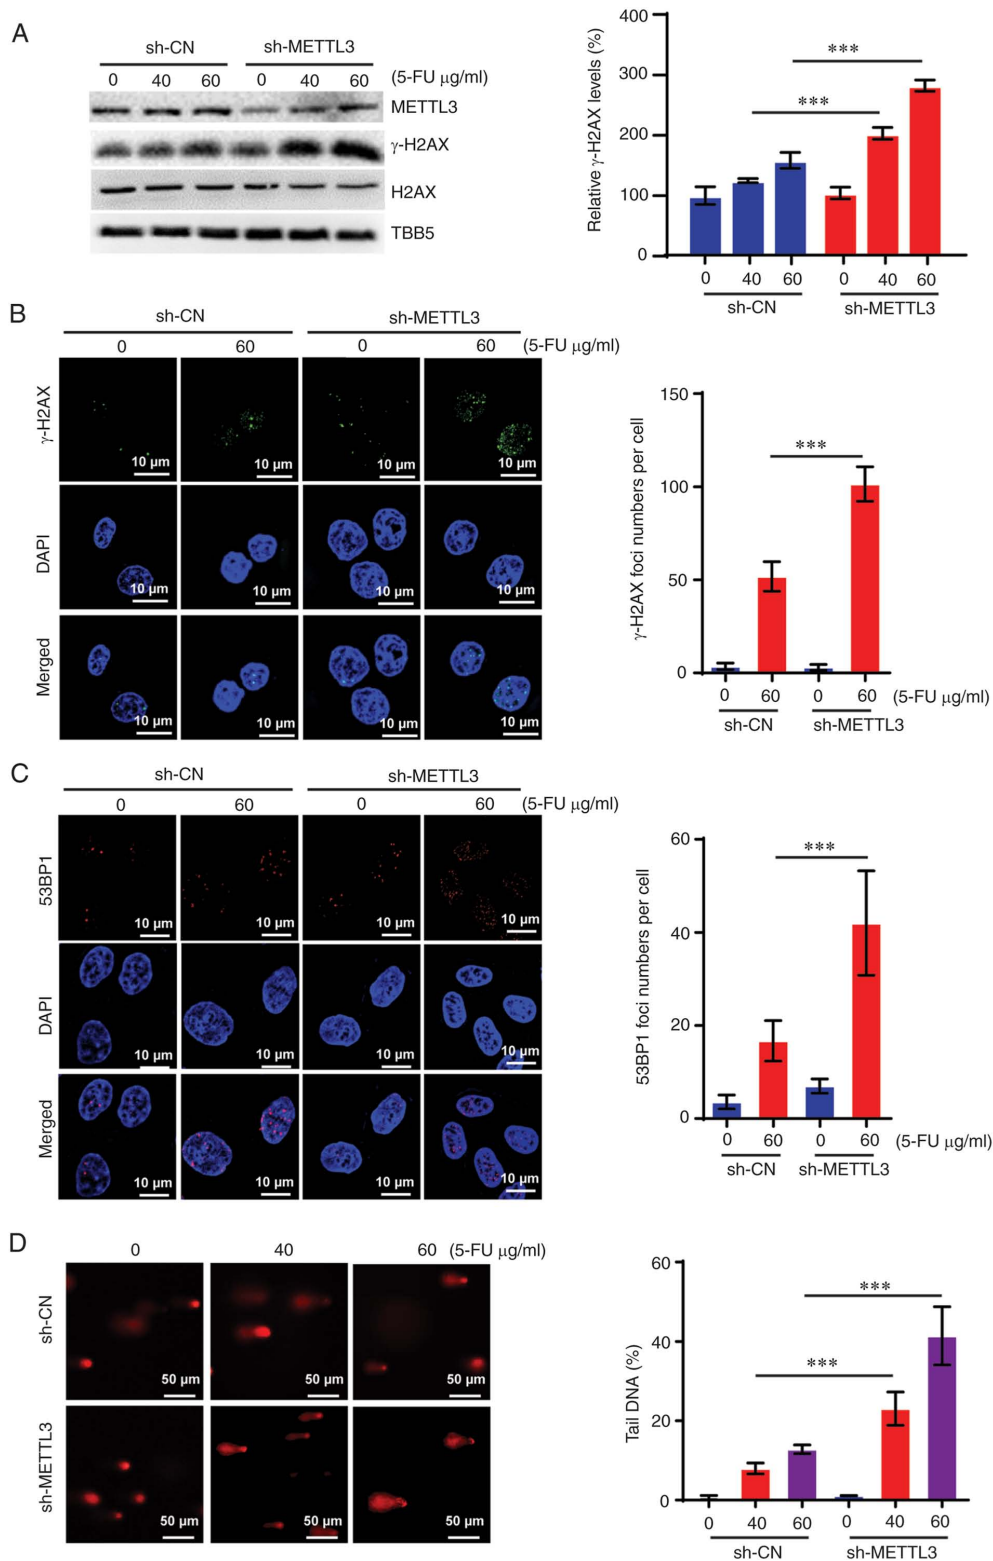 A
sh-CN sh-METTL3
0 40 60 0 40 60 (5-FU μg/ml)
METTL3
γ-H2AX
H2AX
TBB5
Relative γ-H2AX levels (%)
400
300
200
100
0
***
***
0 40 60 0 40 60
sh-CN sh-METTL3
B
sh-CN sh-METTL3
0 60 0 60 (5-FU μg/ml)
γ-H2AX
10 μm 10 μm 10 μm 10 μm
DAPI
10 μm 10 μm 10 μm 10 μm
Merged
10 μm 10 μm 10 μm 10 μm
γ-H2AX foci numbers per cell
150
100
50
0
***
0 60 0 60 (5-FU μg/ml)
sh-CN sh-METTL3
C
sh-CN sh-METTL3
0 60 0 60 (5-FU μg/ml)
53BP1
10 μm 10 μm 10 μm 10 μm
DAPI
10 μm 10 μm 10 μm 10 μm
Merged
10 μm 10 μm 10 μm 10 μm
53BP1 foci numbers per cell
60
40
20
0
***
0 60 0 60 (5-FU μg/ml)
sh-CN sh-METTL3
D
0 40 60 (5-FU μg/ml)
sh-CN
50 μm 50 μm 50 μm
sh-METTL3
50 μm 50 μm 50 μm
Tail DNA (%)
60
40
20
0
***
***
0 40 60 0 40 60
sh-CN sh-METTL3